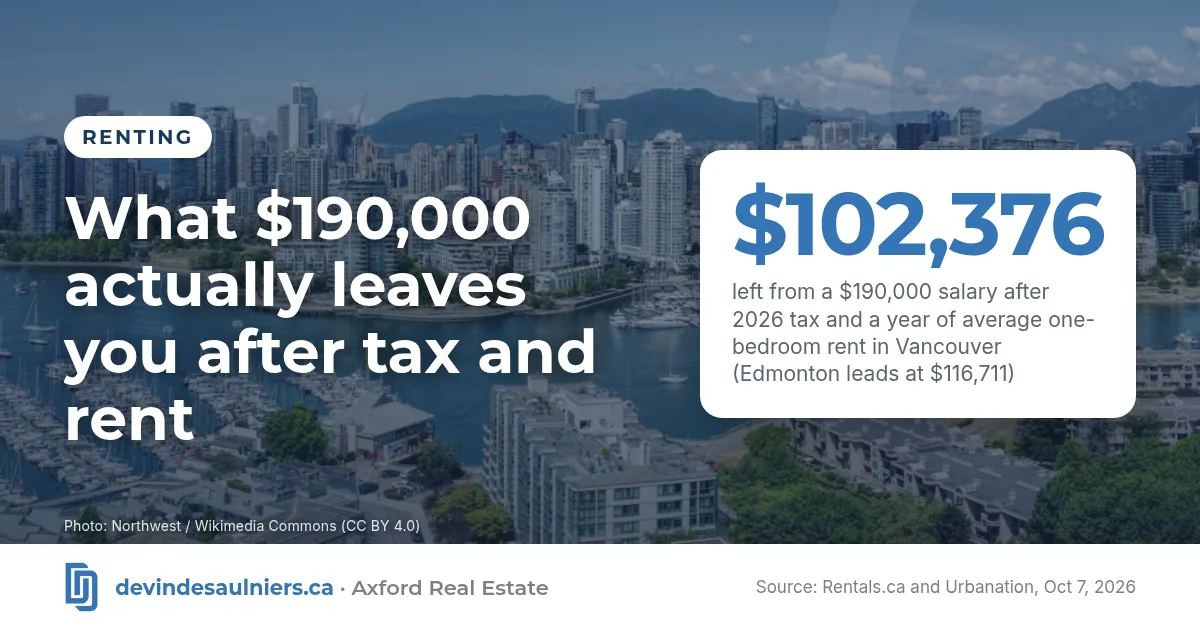 RENTING
What $190,000
actually leaves
you after tax and
rent
$102,376
left from a $190,000 salary after
2026 tax and a year of average one-
bedroom rent in Vancouver
(Edmonton leads at $116,711)
Photo: Northwest / Wikimedia Commons (CC BY 4.0)
devindesaulniers.ca · Axford Real Estate
Source: Rentals.ca and Urbanation, Oct 7, 2026